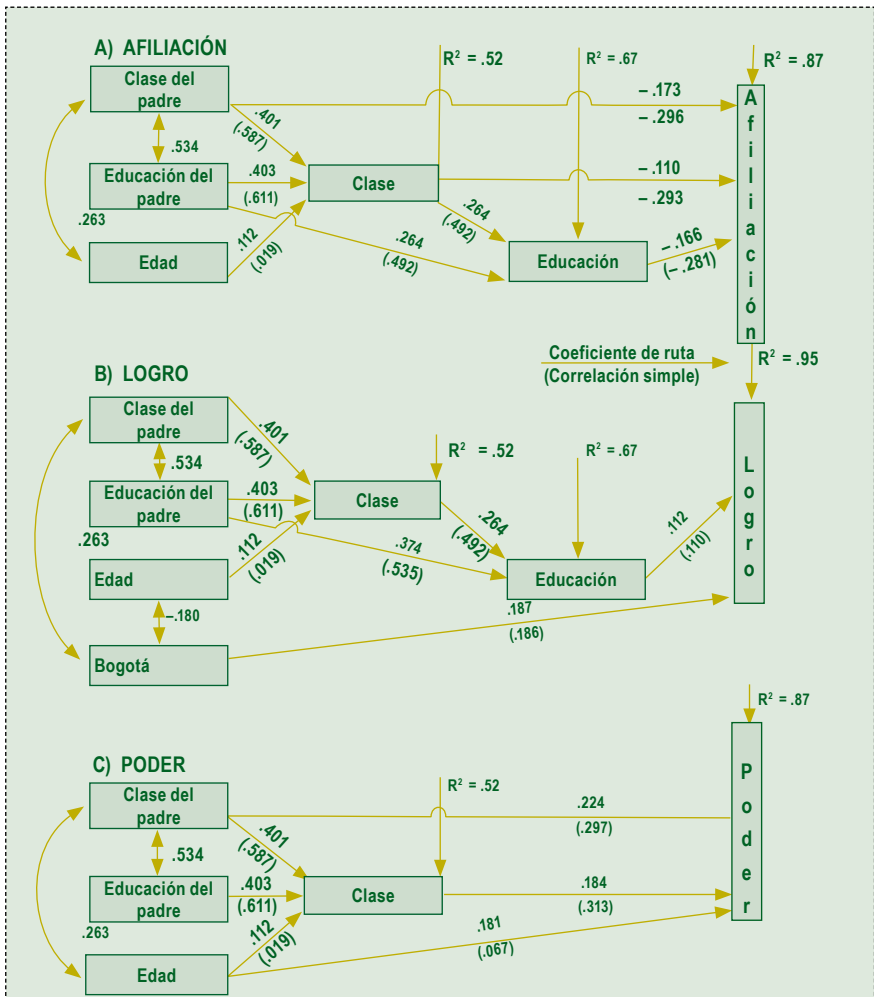 A) AFILIACIÓN
R² = .52
R² = .67
R² = .87
Clase del
padre
.534
Educación del
padre
.263
Edad
.401
(.587)
.403
(.611)
.112
(.019)
Clase
.264
(.492)
.264
(.492)
Educación
– .173
– .296
– .110
– .293
– .166
(– .281)
Afiliación
Coeficiente de ruta
(Correlación simple)
R² = .95
B) LOGRO
Clase del
padre
.534
Educación del
padre
.263
Edad
–.180
Bogotá
.401
(.587)
.403
(.611)
.112
(.019)
R² = .52
R² = .67
Clase
.264
(.492)
.374
(.535)
Educación
.112
(.110)
.187
(.186)
Logro
R² = .87
C) PODER
Clase del
padre
.534
Educación del
padre
.263
Edad
.401
(.587)
.403
(.611)
.112
(.019)
R² = .52
Clase
.224
(.297)
.184
(.313)
.181
(.067)
Poder